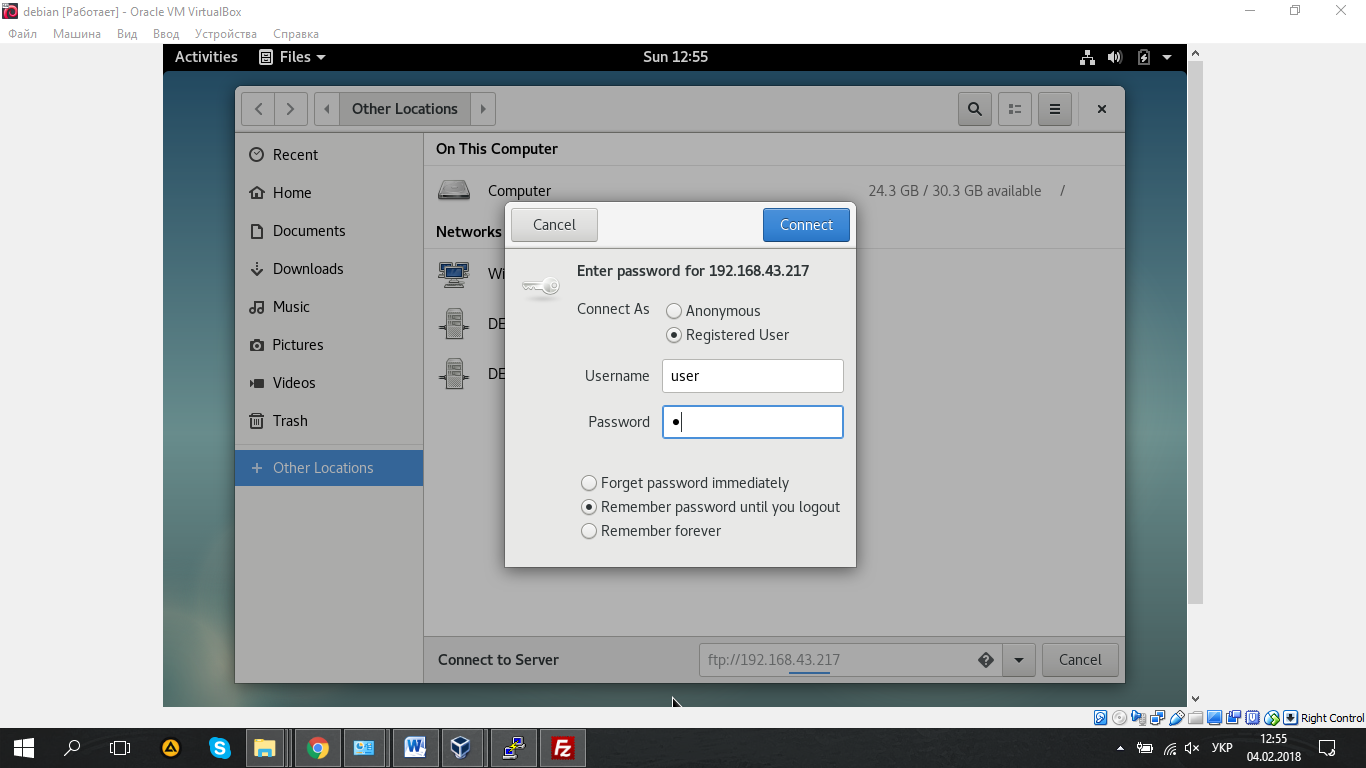 debian [Работает] - Oracle VM VirtualBox
Файл Машина Вид Ввод Устройства Справка
Activities Files Sun 12:55
Other Locations
Recent
Home
Documents
Downloads
Music
Pictures
Videos
Trash
+ Other Locations
On This Computer
Computer 24.3 GB / 30.3 GB available /
Networks
Wi
DE
DE
Cancel Connect
Enter password for 192.168.43.217
Connect As Anonymous
Registered User
Username user
Password
Forget password immediately
Remember password until you logout
Remember forever
Connect to Server ftp://192.168.43.217 Cancel
Right Control
УКР 12:55
04.02.2018